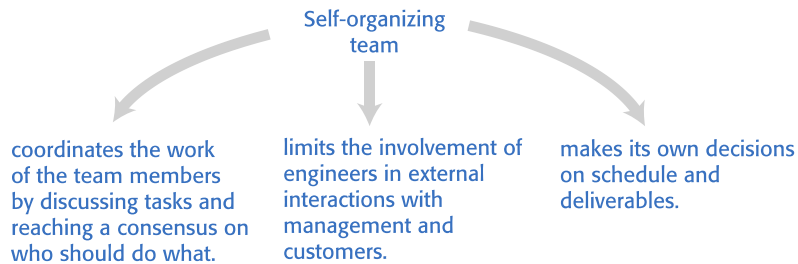 Self-organizing
team
coordinates the work
of the team members
by discussing tasks and
reaching a consensus on
who should do what.
limits the involvement of
engineers in external
interactions with
management and
customers.
makes its own decisions
on schedule and
deliverables.